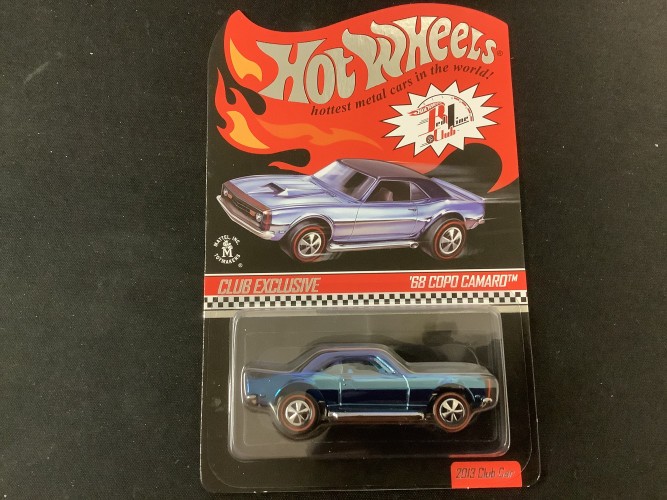 HOT WHEELS®
hottest metal cars in the world!
Red Line
Club
MATTEL, INC.
M
TOYMAKERS
®
CLUB EXCLUSIVE
'68 COPO CAMARO™
2013 Club Car